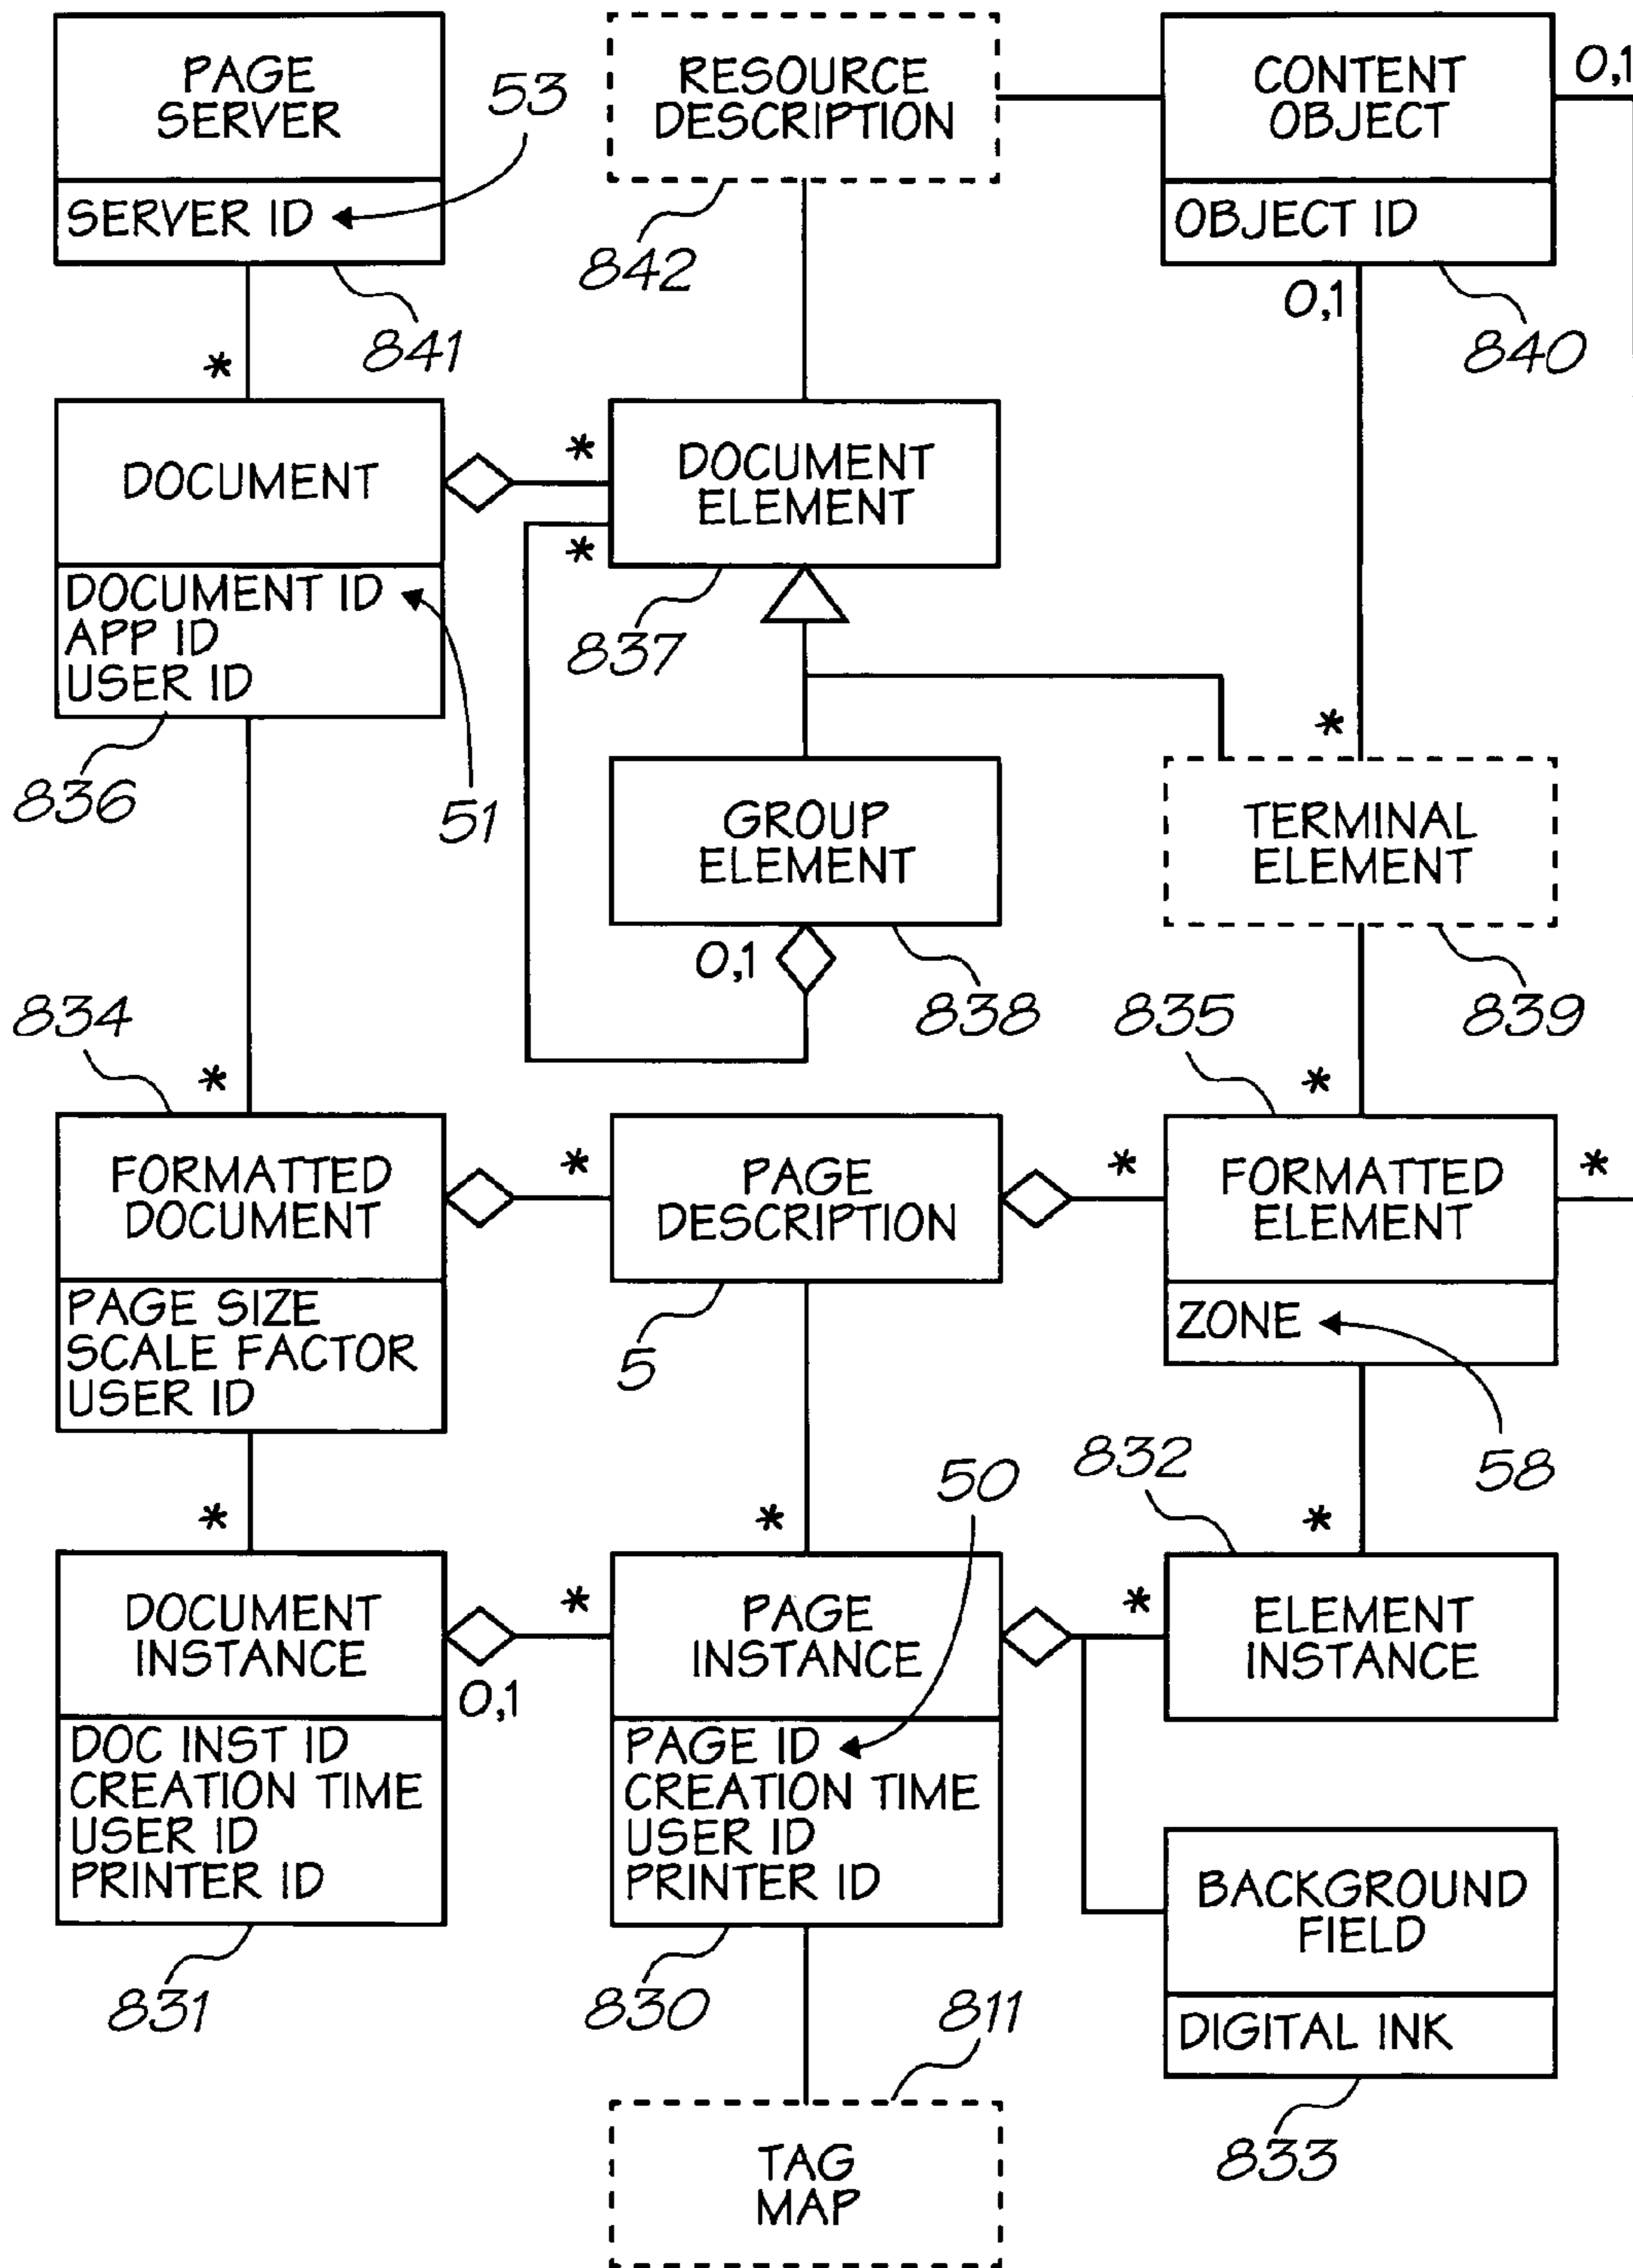 PAGE
SERVER
SERVER ID
53
841
RESOURCE
DESCRIPTION
842
CONTENT
OBJECT
OBJECT ID
0,1
0,1
840
*
DOCUMENT
DOCUMENT ID
APP ID
USER ID
836
51
*
*
DOCUMENT
ELEMENT
837
GROUP
ELEMENT
0,1
838
*
TERMINAL
ELEMENT
839
834
*
FORMATTED
DOCUMENT
PAGE SIZE
SCALE FACTOR
USER ID
*
PAGE
DESCRIPTION
5
835
*
*
FORMATTED
ELEMENT
*
ZONE
58
*
DOCUMENT
INSTANCE
0,1
DOC INST ID
CREATION TIME
USER ID
PRINTER ID
831
*
*
50
PAGE
INSTANCE
PAGE ID
CREATION TIME
USER ID
PRINTER ID
830
832
*
*
ELEMENT
INSTANCE
BACKGROUND
FIELD
DIGITAL INK
833
811
TAG
MAP